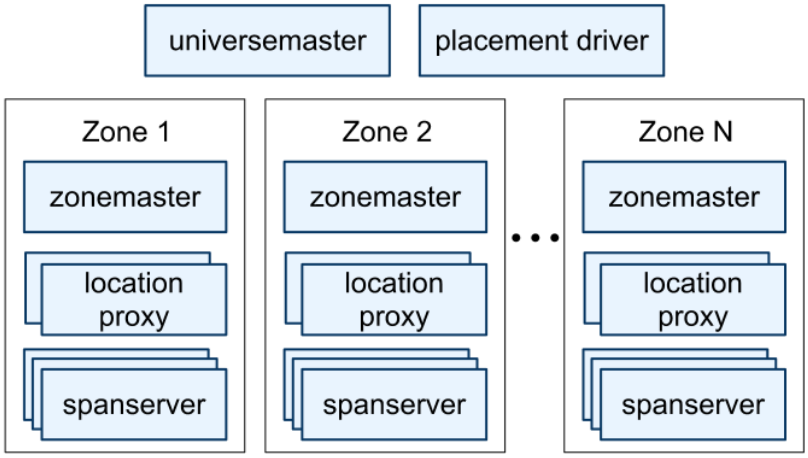 universemaster
placement driver
Zone 1
zonemaster
location
proxy
spanserver
Zone 2
zonemaster
location
proxy
spanserver
...
Zone N
zonemaster
location
proxy
spanserver